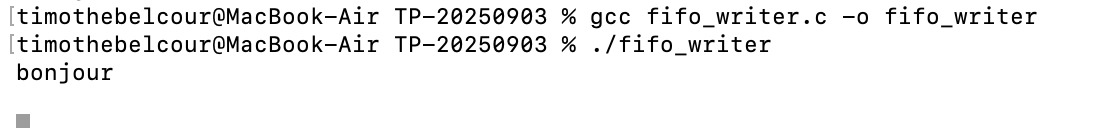 [timothebelcour@MacBook-Air TP-20250903 % gcc fifo_writer.c -o fifo_writer
[timothebelcour@MacBook-Air TP-20250903 % ./fifo_writer
bonjour